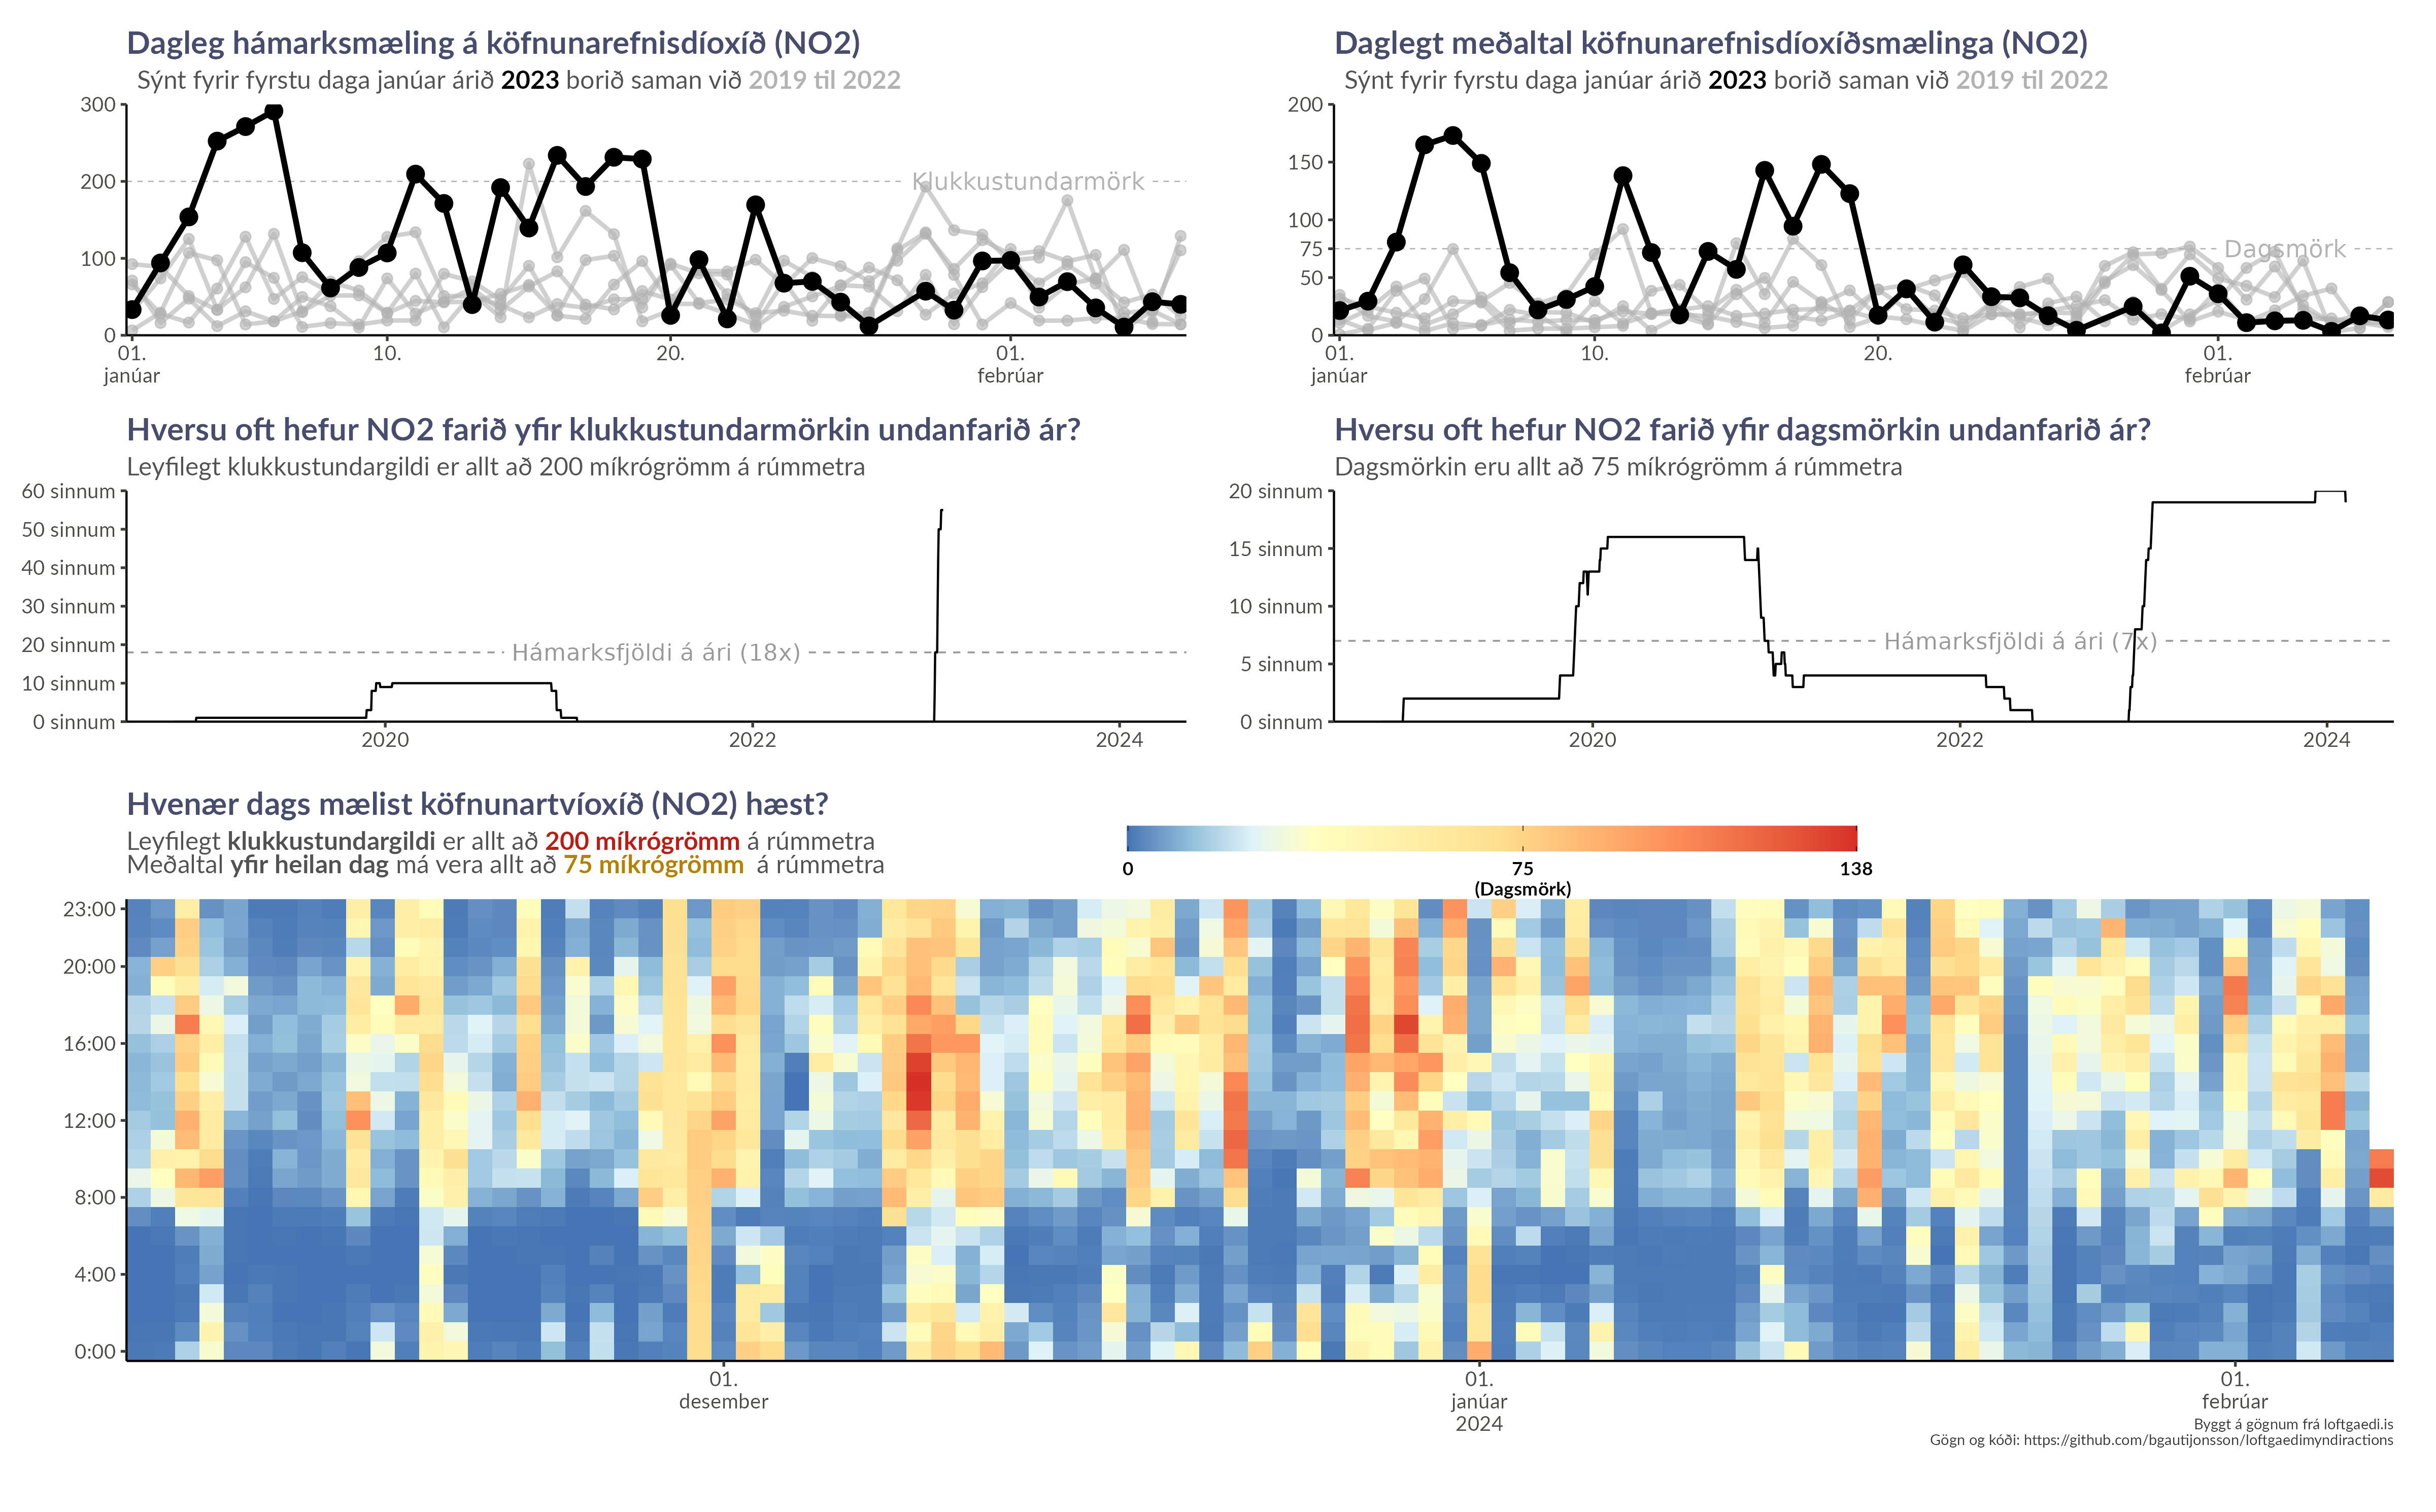 Dagleg hámarksmæling á köfnunarefnisdíoxíð (NO2)
Sýnt fyrir fyrstu daga janúar árið 2023 borið saman við 2019 til 2022
300
200
100
0
Klukkustundarmörk
01. 10. 20. 01.
janúar febrúar
Daglegt meðaltal köfnunarefnisdíoxíðsmælinga (NO2)
Sýnt fyrir fyrstu daga janúar árið 2023 borið saman við 2019 til 2022
200
150
100
75
50
0
Dagsmörk
01. 10. 20. 01.
janúar febrúar
Hversu oft hefur NO2 farið yfir klukkustundarmörkin undanfarið ár?
Leyfilegt klukkustundargildi er allt að 200 míkrógrömm á rúmmetra
60 sinnum
50 sinnum
40 sinnum
30 sinnum
20 sinnum
10 sinnum
0 sinnum
Hámarksfjöldi á ári (18x)
2020 2022 2024
Hversu oft hefur NO2 farið yfir dagsmörkin undanfarið ár?
Dagsmörkin eru allt að 75 míkrógrömm á rúmmetra
20 sinnum
15 sinnum
10 sinnum
5 sinnum
0 sinnum
Hámarksfjöldi á ári (7x)
2020 2022 2024
Hvenær dags mælist köfnunartvíoxíð (NO2) hæst?
Leyfilegt klukkustundargildi er allt að 200 míkrógrömm á rúmmetra
Meðaltal yfir heilan dag má vera allt að 75 míkrógrömm á rúmmetra
0 75 138
(Dagsmörk)
23:00
20:00
16:00
12:00
8:00
4:00
0:00
01. 01. 01.
desember janúar febrúar
2024
Byggt á gögnum frá loftgaedi.is
Gögn og kóði: https://github.com/bgautijonsson/loftgaedimyndiractions